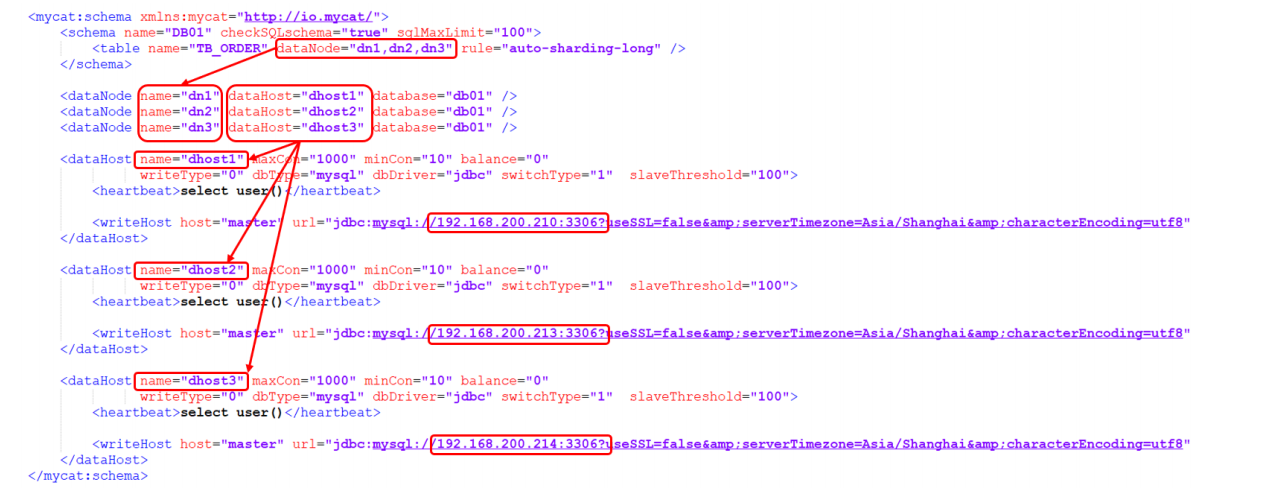 <mycat:schema xmlns:mycat="http://io.mycat/">
<schema name="DB01" checkSQLschema="true" sqlMaxLimit="100">
<table name="TB_ORDER" dataNode="dn1,dn2,dn3" rule="auto-sharding-long" />
</schema>
<dataNode name="dn1" dataHost="dhost1" database="db01" />
<dataNode name="dn2" dataHost="dhost2" database="db01" />
<dataNode name="dn3" dataHost="dhost3" database="db01" />
<dataHost name="dhost1" maxCon="1000" minCon="10" balance="0"
writeType="0" dbType="mysql" dbDriver="jdbc" switchType="1" slaveThreshold="100">
<heartbeat>select user()</heartbeat>
<writeHost host="master" url="jdbc:mysql://192.168.200.210:3306?useSSL=false&amp;serverTimezone=Asia/Shanghai&amp;characterEncoding=utf8"
</dataHost>
<dataHost name="dhost2" maxCon="1000" minCon="10" balance="0"
writeType="0" dbType="mysql" dbDriver="jdbc" switchType="1" slaveThreshold="100">
<heartbeat>select user()</heartbeat>
<writeHost host="master" url="jdbc:mysql://192.168.200.213:3306?useSSL=false&amp;serverTimezone=Asia/Shanghai&amp;characterEncoding=utf8"
</dataHost>
<dataHost name="dhost3" maxCon="1000" minCon="10" balance="0"
writeType="0" dbType="mysql" dbDriver="jdbc" switchType="1" slaveThreshold="100">
<heartbeat>select user()</heartbeat>
<writeHost host="master" url="jdbc:mysql://192.168.200.214:3306?useSSL=false&amp;serverTimezone=Asia/Shanghai&amp;characterEncoding=utf8"
</dataHost>
</mycat:schema>